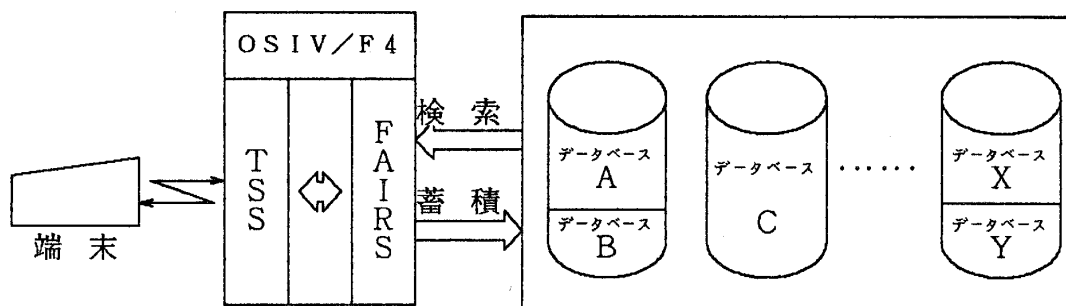 OSⅣ/F4
TSS
FAIRS
検索
蓄積
端末
データベース
A
データベース
B
データベース
C
……
データベース
X
データベース
Y